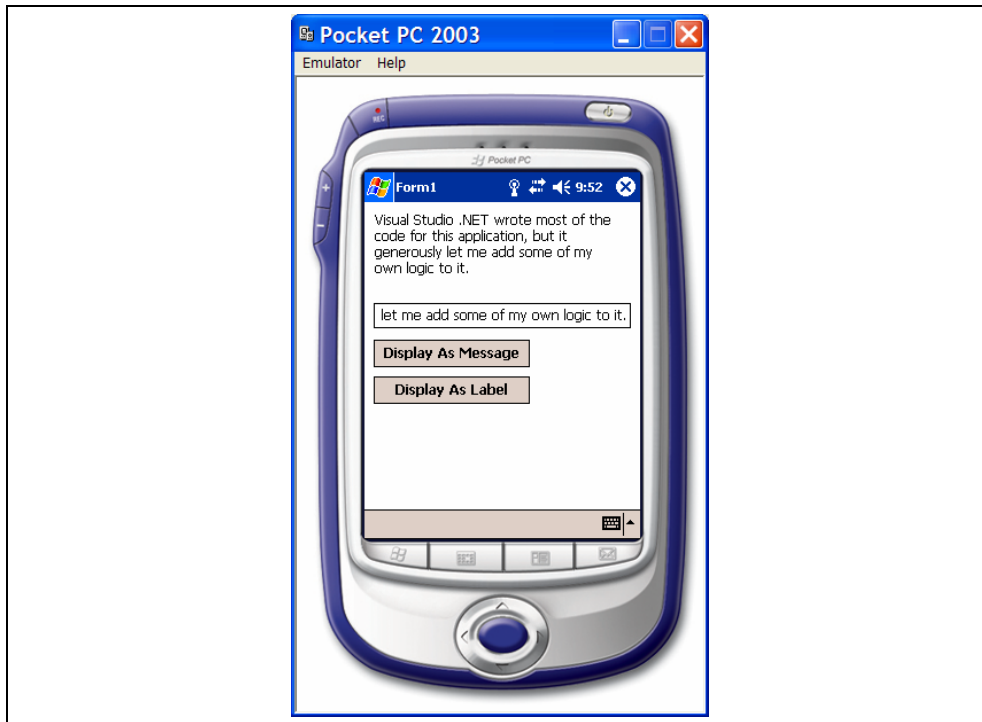 Pocket PC 2003
Emulator Help
REC
Pocket PC
Form1 9:52
Visual Studio .NET wrote most of the
code for this application, but it
generously let me add some of my
own logic to it.
let me add some of my own logic to it.
Display As Message
Display As Label